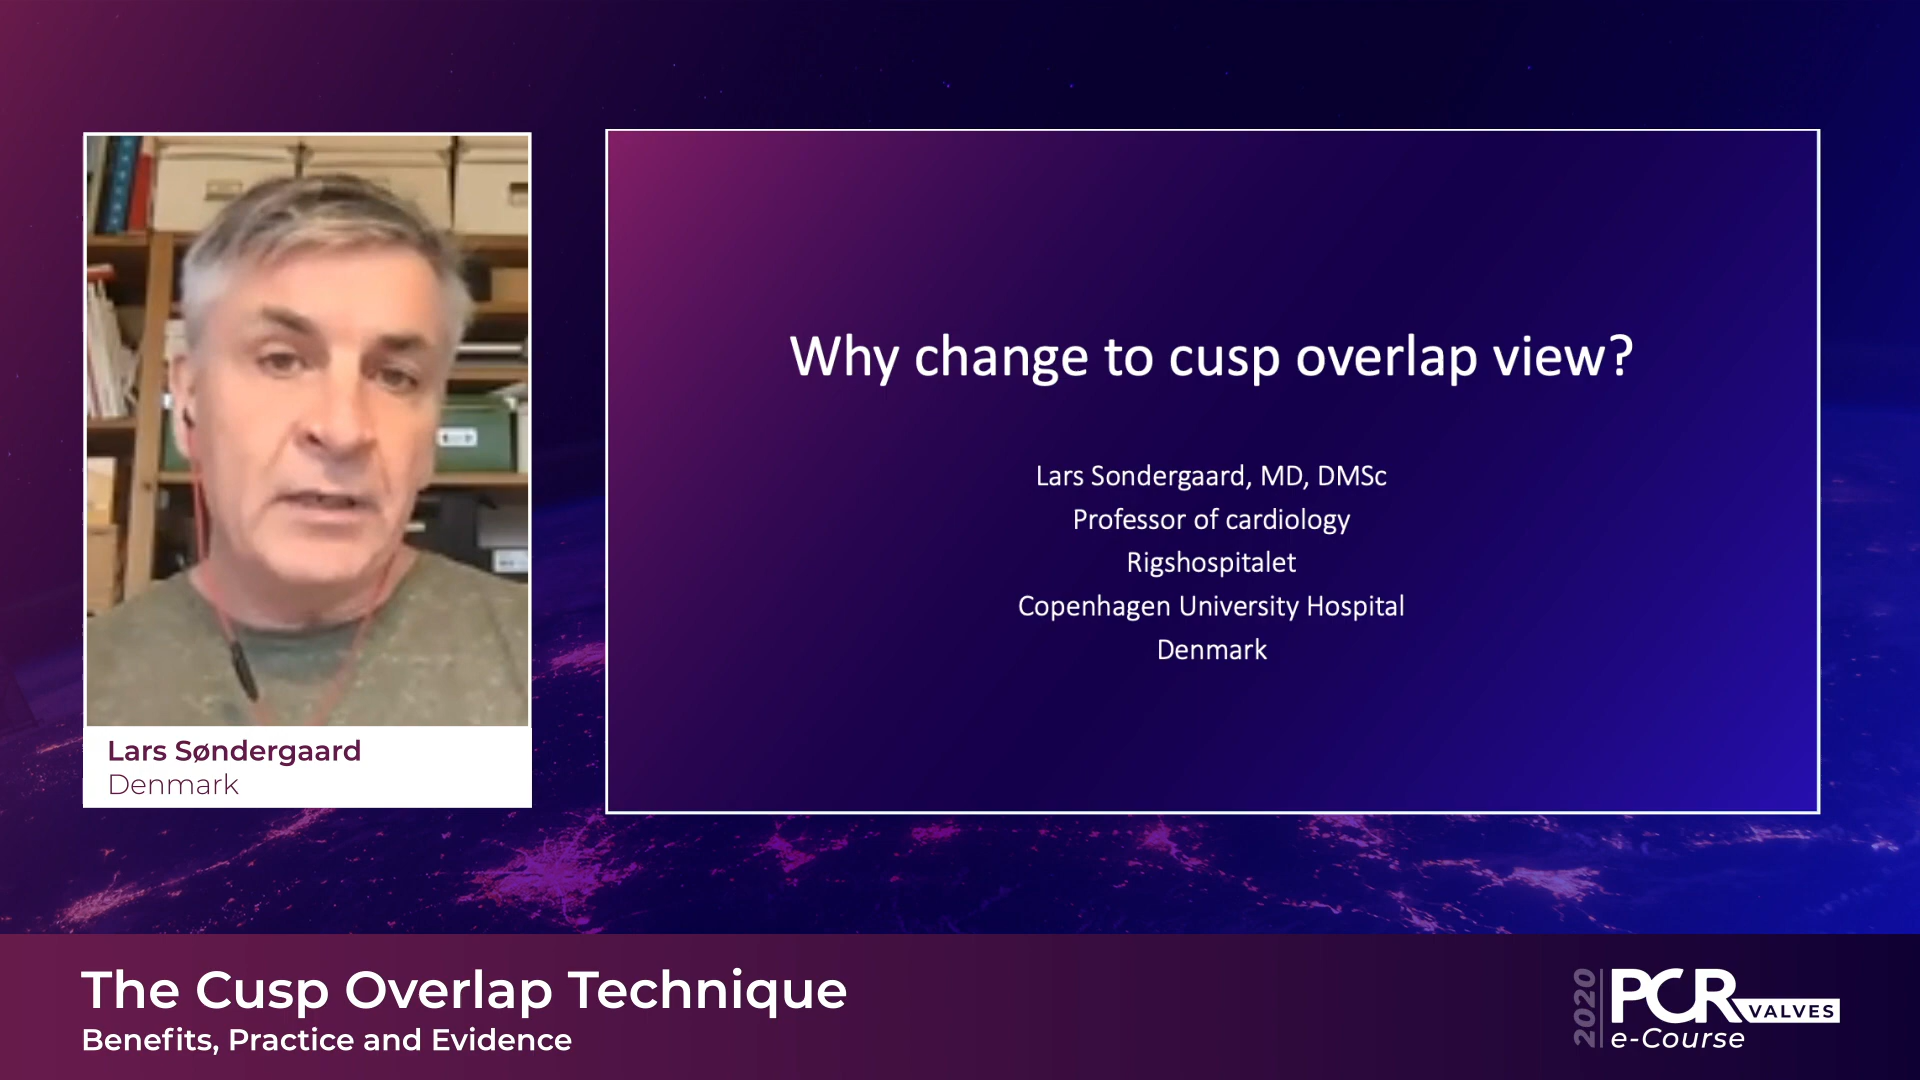 Why change to cusp overlap view?
Lars Sondergaard, MD, DMSc
Professor of cardiology
Rigshospitalet
Copenhagen University Hospital
Denmark
Lars Søndergaard
Denmark
The Cusp Overlap Technique
Benefits, Practice and Evidence
2020
PCR
VALVES
e-Course